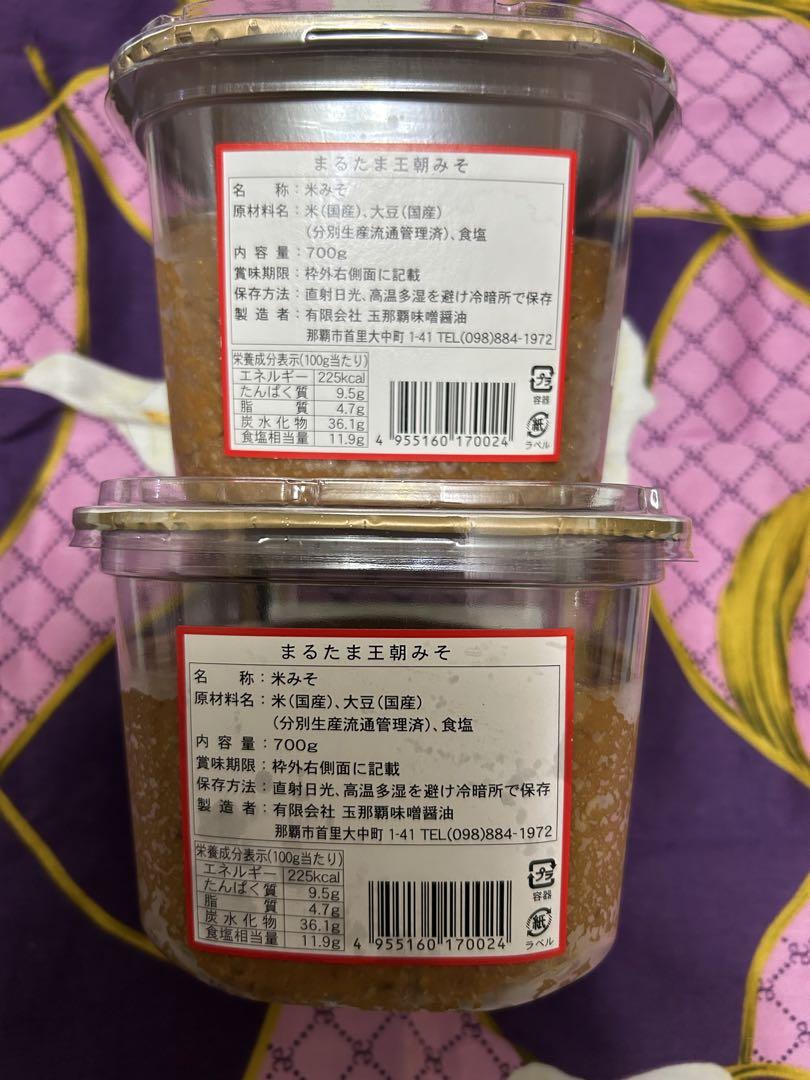 まるたま王朝みそ
名　　称：米みそ
原材料名：米（国産）、大豆（国産）
（分別生産流通管理済）、食塩
内容量：700g
賞味期限：枠外右側面に記載
保存方法：直射日光、高温多湿を避け冷暗所で保存
製造者：有限会社 玉那覇味噌醤油
那覇市首里大中町 1-41 TEL(098)884-1972
栄養成分表示(100g当たり)
エネルギー 225kcal
たんぱく質 9.5g
脂　　質 4.7g
炭水化物 36.1g
食塩相当量 11.9g
4 955160 170024
プラ
容器
紙
ラベル
まるたま王朝みそ
名　　称：米みそ
原材料名：米（国産）、大豆（国産）
（分別生産流通管理済）、食塩
内容量：700g
賞味期限：枠外右側面に記載
保存方法：直射日光、高温多湿を避け冷暗所で保存
製造者：有限会社 玉那覇味噌醤油
那覇市首里大中町 1-41 TEL(098)884-1972
栄養成分表示(100g当たり)
エネルギー 225kcal
たんぱく質 9.5g
脂　　質 4.7g
炭水化物 36.1g
食塩相当量 11.9g
4 955160 170024
プラ
容器
紙
ラベル